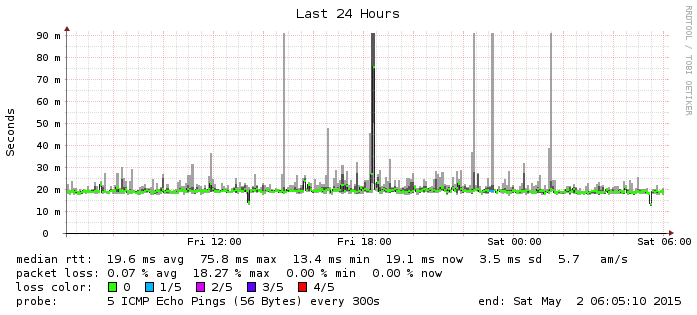 Last 24 Hours
RRDTOOL / TOBI OETIKER
Seconds
90 m
80 m
70 m
60 m
50 m
40 m
30 m
20 m
10 m
0
Fri 12:00 Fri 18:00 Sat 00:00 Sat 06:00
median rtt: 19.6 ms avg 75.8 ms max 13.4 ms min 19.1 ms now 3.5 ms sd 5.7 am/s
packet loss: 0.07 % avg 18.27 % max 0.00 % min 0.00 % now
loss color: 0 1/5 2/5 3/5 4/5
probe: 5 ICMP Echo Pings (56 Bytes) every 300s end: Sat May 2 06:05:10 2015